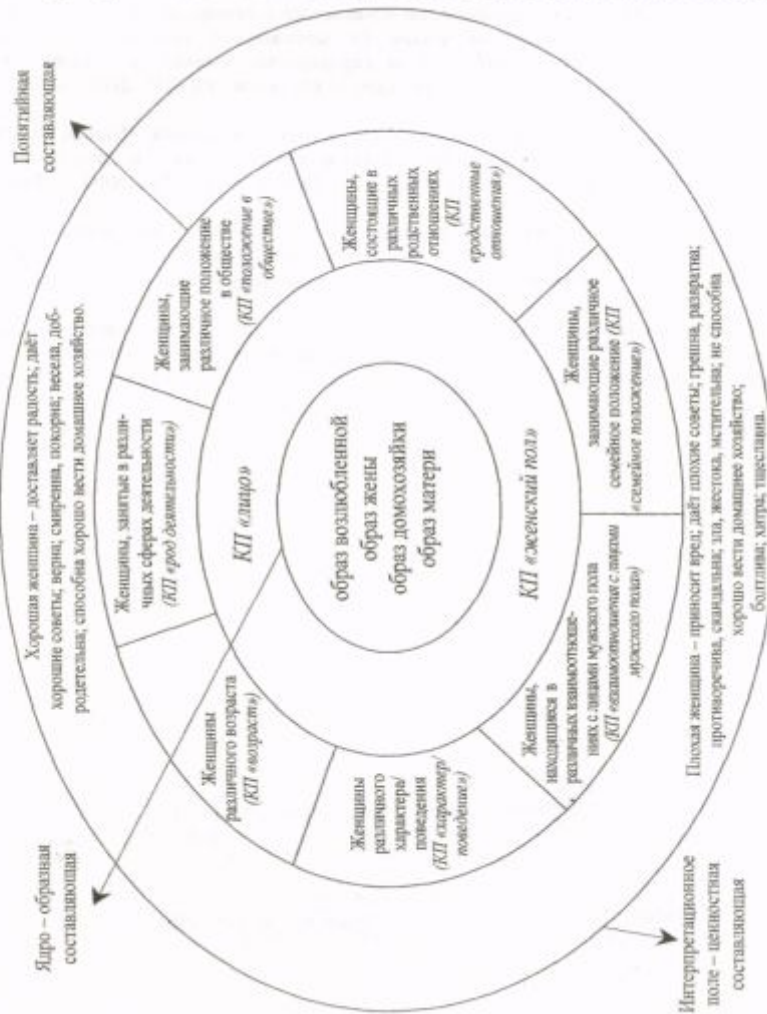 Ядро – образная
составляющая
Понятийная
составляющая
Хорошая женщина – доставляет радость; даёт
хорошие советы; верна; смиренна, покорна; весела, доб-
родетельна; способна хорошо вести домашнее хозяйство.
Женщины
различного возраста
(КП «возраст»)
Женщины, занятые в разли-
чных сферах деятельности
(КП «род деятельности»)
Женщины,
занимающие
различное положение
в обществе
(КП «положение в
обществе»)
КП «лицо»
Женщины
различного
характера/
поведения
(КП «характер/
поведение»)
образ возлюбленной
образ жены
образ домохозяйки
образ матери
Женщины,
состоящие в
различных
родственных
отношениях
(КП
«родственные
отношения»)
КП «женский пол»
Женщины,
находящиеся в
различных взаимоотноше-
ниях с лицами мужского пола
(КП «взаимоотношения с лицами
мужского пола»)
Женщины,
занимающие различное
семейное положение (КП
«семейное положение»)
Плохая женщина – приносит вред; даёт плохие советы; грешна, развратна;
противоречива, скандальна; зла, жестока, мстительна; не способна
хорошо вести домашнее хозяйство;
болтлива; хитра; тщеславна.
Интерпретационное
поле – ценностная
составляющая